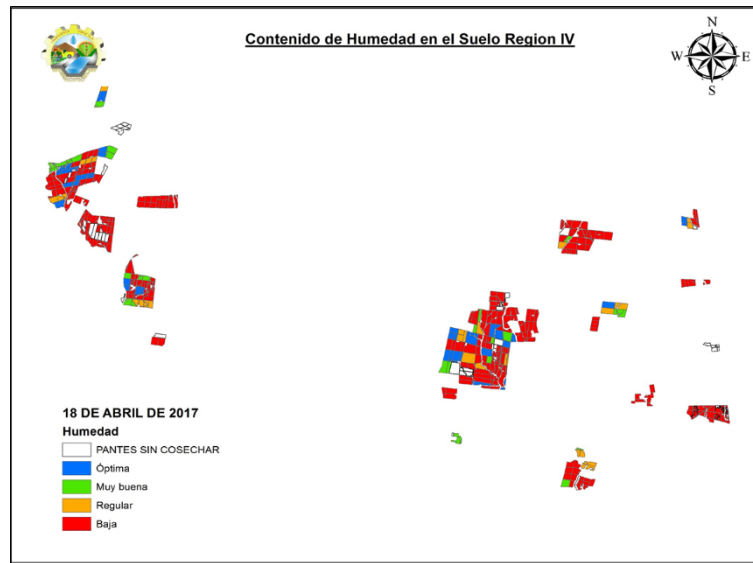 Contenido de Humedad en el Suelo Region IV
N
W
E
S
18 DE ABRIL DE 2017
Humedad
PANTES SIN COSECHAR
Óptima
Muy buena
Regular
Baja